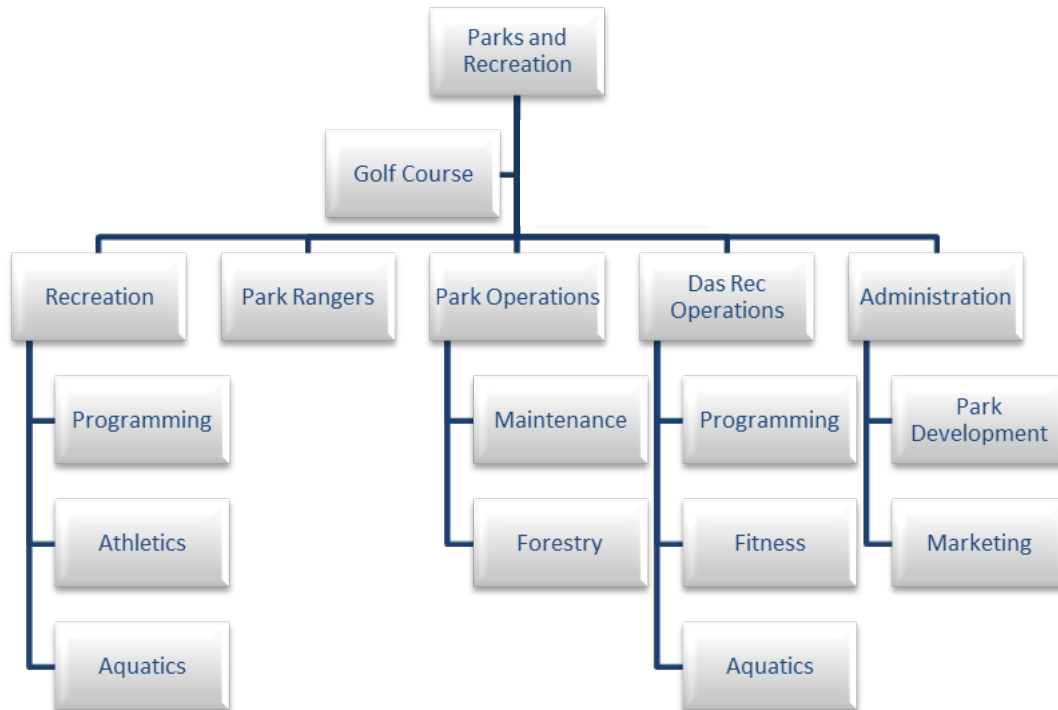 Parks and
Recreation
Golf Course
Recreation
Park Rangers
Park Operations
Das Rec
Operations
Administration
Programming
Maintenance
Programming
Park
Development
Athletics
Forestry
Fitness
Marketing
Aquatics
Aquatics